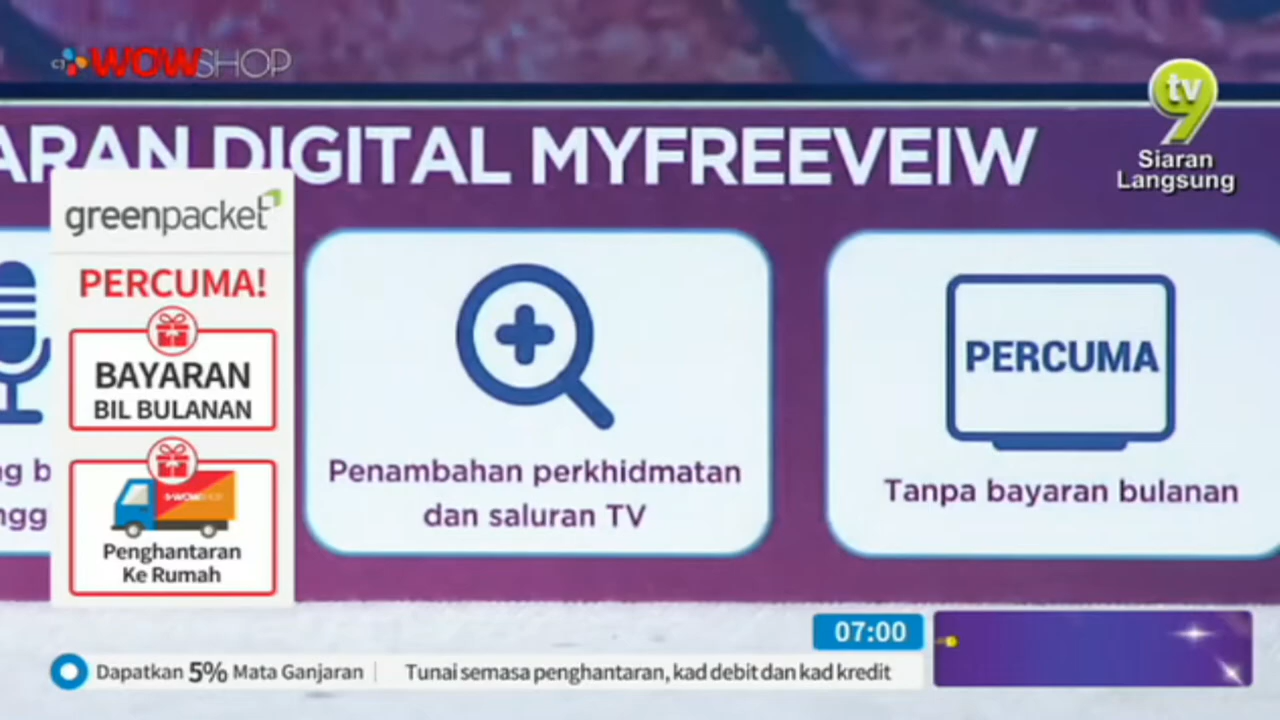 CJ WOWSHOP
tv9
Siaran
Langsung
ARAN DIGITAL MYFREEVEIW
greenpacket
PERCUMA!
BAYARAN
BIL BULANAN
WOWSHOP
Penghantaran
Ke Rumah
Penambahan perkhidmatan
dan saluran TV
PERCUMA
Tanpa bayaran bulanan
07:00
Dapatkan 5% Mata Ganjaran
Tunai semasa penghantaran, kad debit dan kad kredit